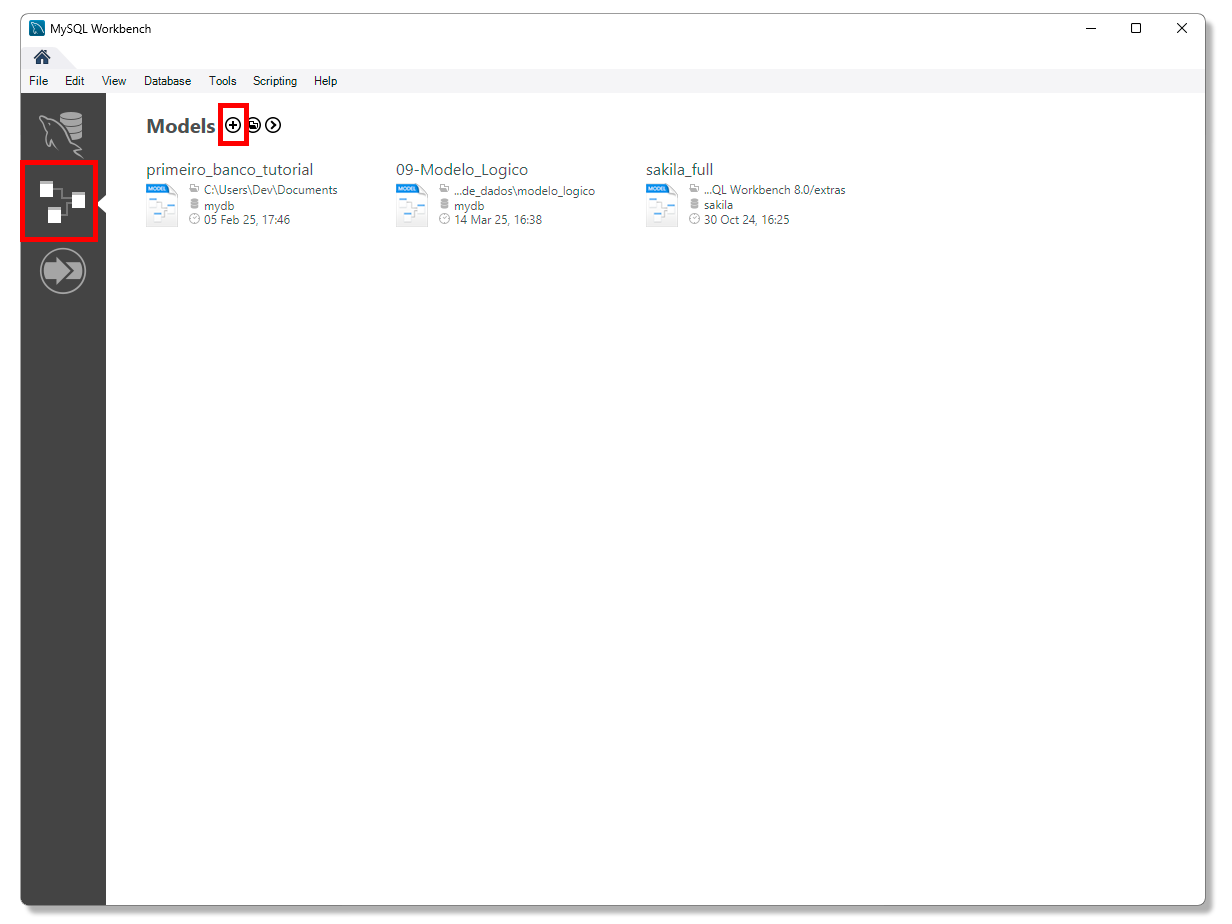 MySQL Workbench
File Edit View Database Tools Scripting Help
Models
primeiro_banco_tutorial
MODEL
C:\Users\Dev\Documents
mydb
05 Feb 25, 17:46
09-Modelo_Logico
MODEL
...de_dados\modelo_logico
mydb
14 Mar 25, 16:38
sakila_full
MODEL
...QL Workbench 8.0/extras
sakila
30 Oct 24, 16:25